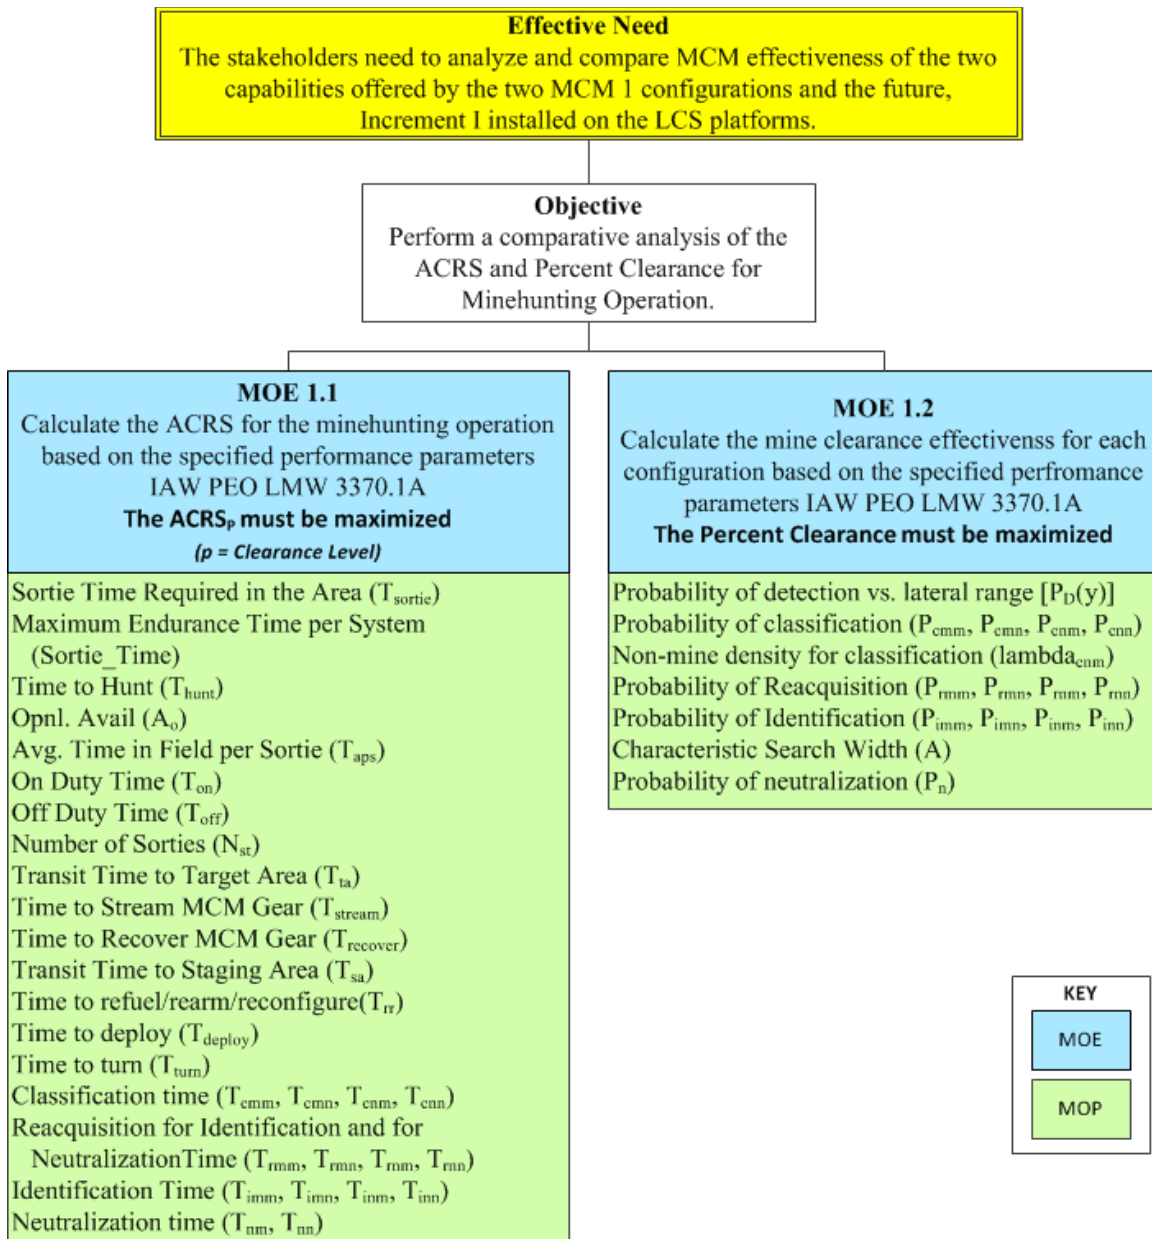 Effective Need
The stakeholders need to analyze and compare MCM effectiveness of the two
capabilities offered by the two MCM 1 configurations and the future,
Increment I installed on the LCS platforms.
Objective
Perform a comparative analysis of the
ACRS and Percent Clearance for
Minehunting Operation.
MOE 1.1
Calculate the ACRS for the minehunting operation
based on the specified performance parameters
IAW PEO LMW 3370.1A
The ACRSP must be maximized
(p = Clearance Level)
Sortie Time Required in the Area (Tsortie)
Maximum Endurance Time per System
(Sortie_Time)
Time to Hunt (Thunt)
Opnl. Avail (Ao)
Avg. Time in Field per Sortie (Taps)
On Duty Time (Ton)
Off Duty Time (Toff)
Number of Sorties (Nst)
Transit Time to Target Area (Tta)
Time to Stream MCM Gear (Tstream)
Time to Recover MCM Gear (Trecover)
Transit Time to Staging Area (Tsa)
Time to refuel/rearm/reconfigure(Trr)
Time to deploy (Tdeploy)
Time to turn (Tturn)
Classification time (Tcmm, Tcmn, Tcnm, Tcnn)
Reacquisition for Identification and for
NeutralizationTime (Trmm, Trmn, Trnm, Trnn)
Identification Time (Timm, Timn, Tinm, Tinn)
Neutralization time (Tnm, Tnn)
MOE 1.2
Calculate the mine clearance effectivenss for each
configuration based on the specified perfromance
parameters IAW PEO LMW 3370.1A
The Percent Clearance must be maximized
Probability of detection vs. lateral range [PD(y)]
Probability of classification (Pcmm, Pcmn, Pcnm, Pcnn)
Non-mine density for classification (lambdacnm)
Probability of Reacquisition (Prmm, Prmn, Prnm, Prnn)
Probability of Identification (Pimm, Pimn, Pinm, Pinn)
Characteristic Search Width (A)
Probability of neutralization (Pn)
KEY
MOE
MOP